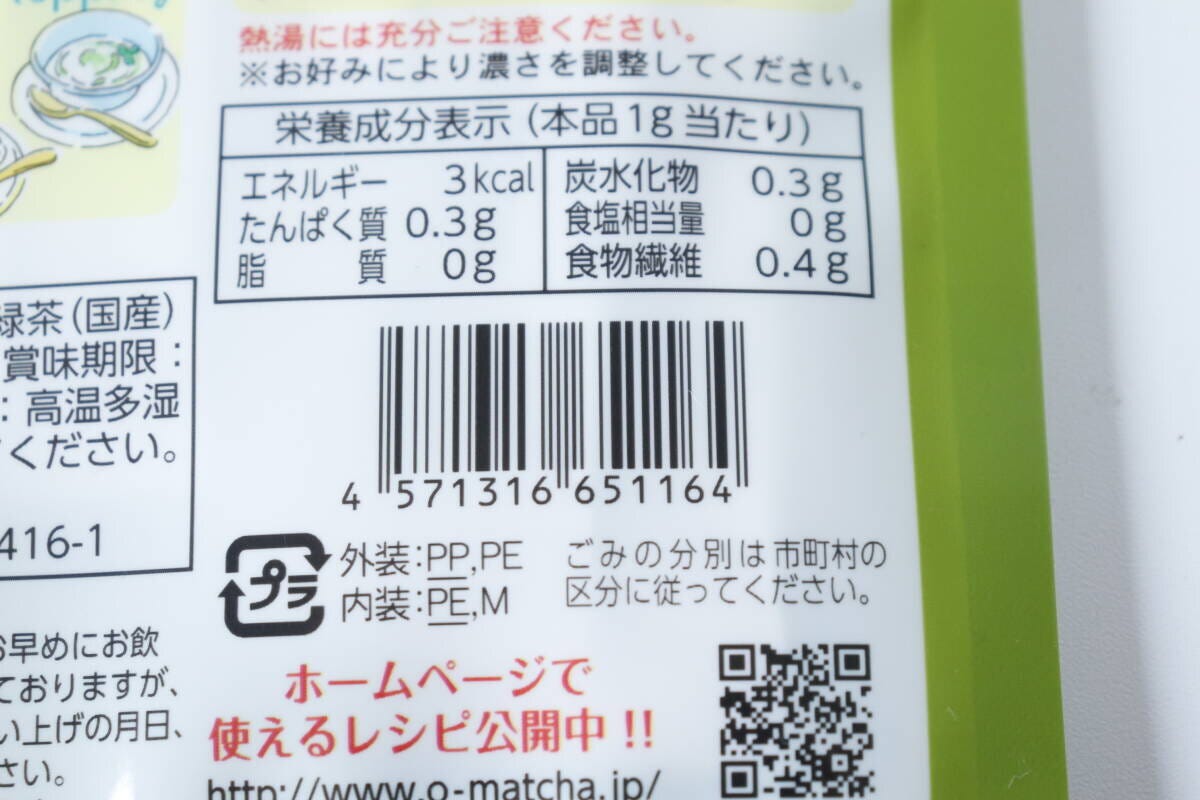 熱湯には充分ご注意ください。
※お好みにより濃さを調整してください。
栄養成分表示（本品1g当たり）
エネルギー 3kcal
たんぱく質 0.3g
脂質 0g
炭水化物 0.3g
食塩相当量 0g
食物繊維 0.4g
緑茶（国産）
賞味期限：
：高温多湿
ください。
416-1
4 571316 651164
プラ
外装：PP,PE
内装：PE,M
ごみの分別は市町村の
区分に従ってください。
お早めにお飲
ておりますが、
い上げの月日、
さい。
ホームページで
使えるレシピ公開中!!
http://www.o-matcha.jp/